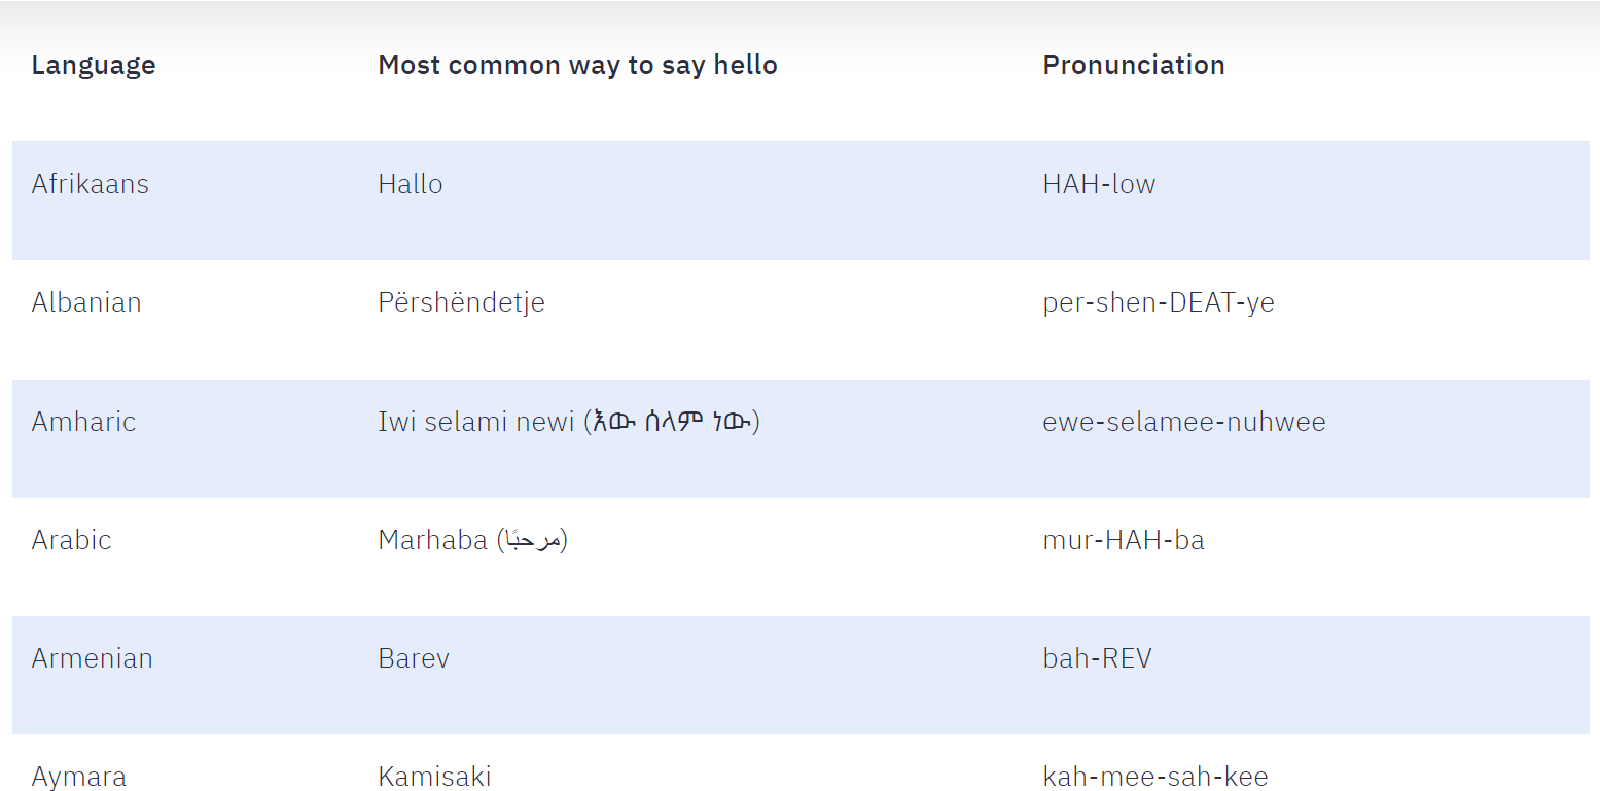 Language Most common way to say hello Pronunciation
Afrikaans Hallo HAH-low
Albanian Përshëndetje per-shen-DEAT-ye
Amharic Iwi selami newi (እው ሰላም ነው) ewe-selamee-nuhwee
Arabic Marhaba (مرحبًا) mur-HAH-ba
Armenian Barev bah-REV
Aymara Kamisaki kah-mee-sah-kee